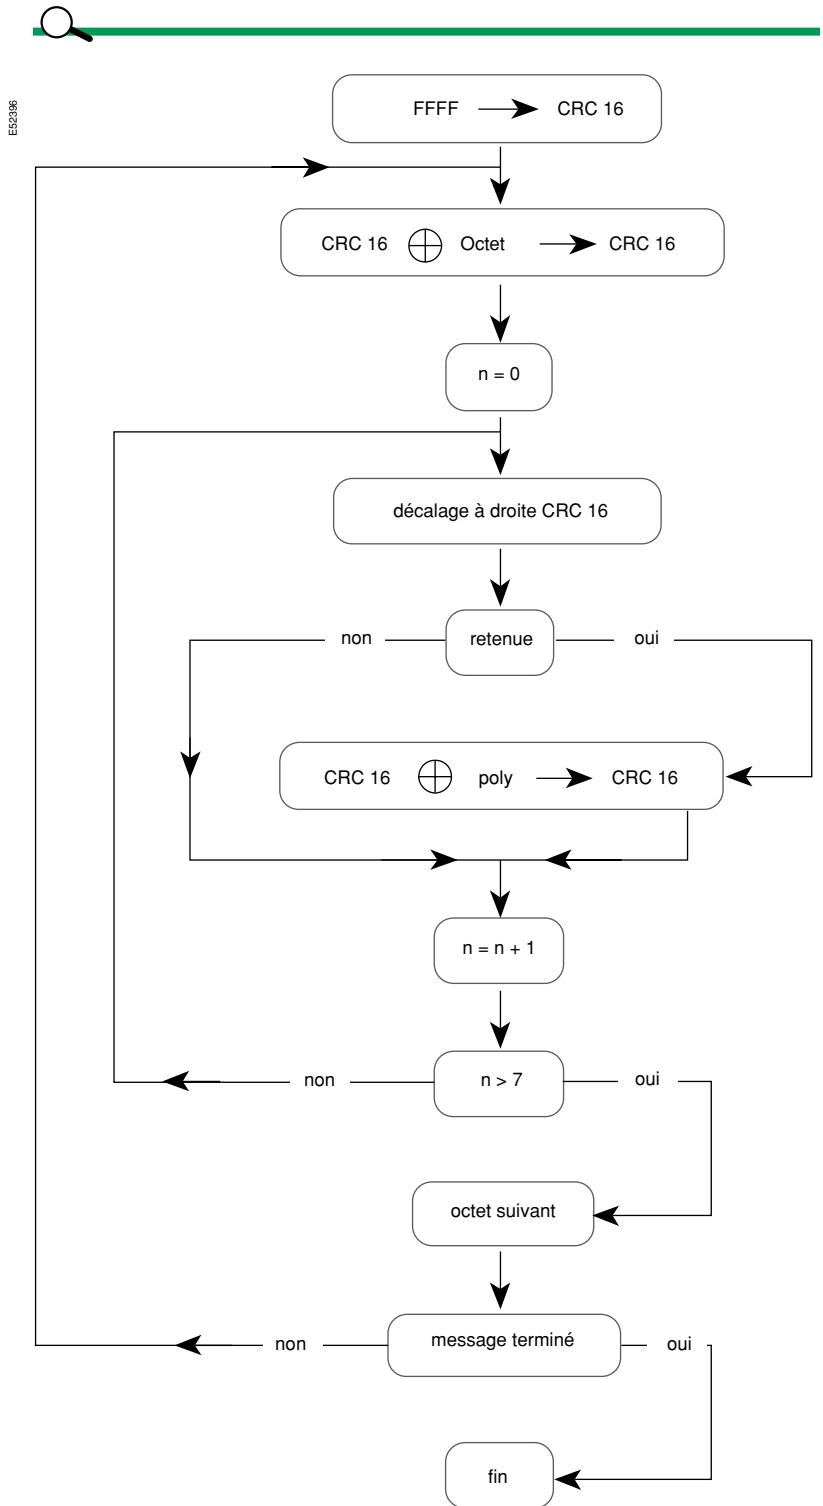 E52396
FFFF CRC 16
CRC 16 Octet CRC 16
n = 0
décalage à droite CRC 16
non retenue oui
CRC 16 poly CRC 16
n = n + 1
non n > 7 oui
octet suivant
non message terminé oui
fin